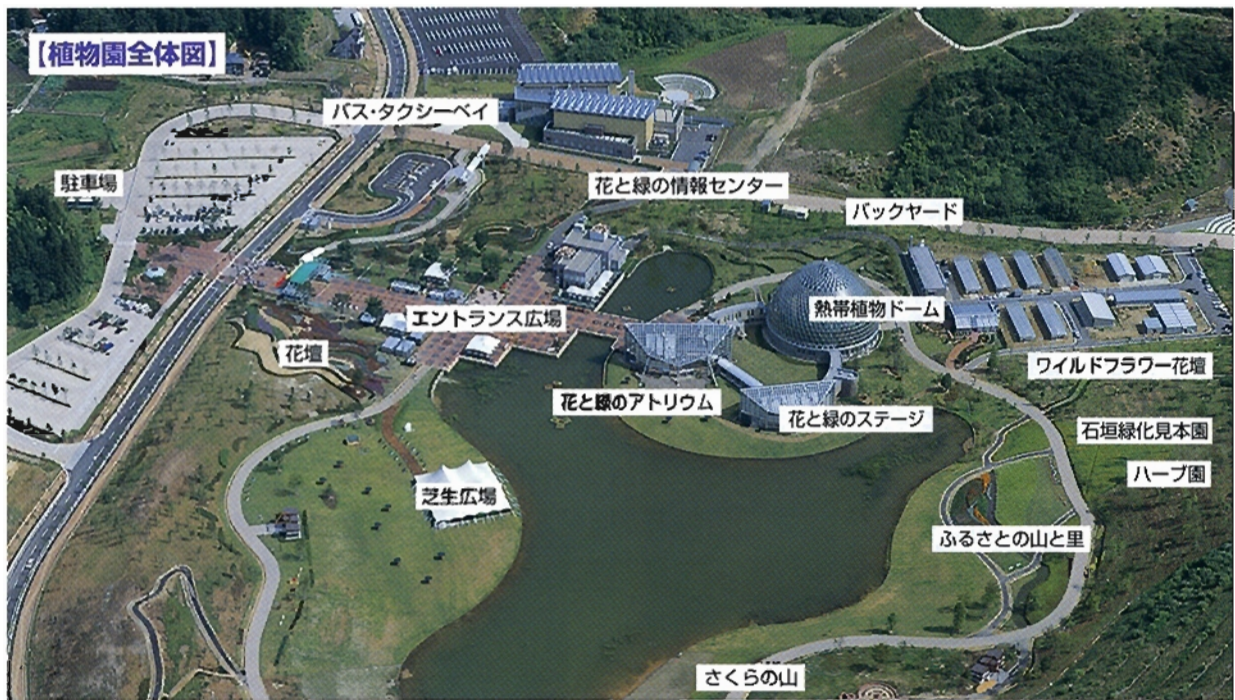 【植物園全体図】
バス・タクシーベイ
駐車場
花と緑の情報センター
バックヤード
熱帯植物ドーム
エントランス広場
花壇
ワイルドフラワー花壇
花と緑のアトリウム
花と緑のステージ
石垣緑化見本園
ハーブ園
芝生広場
ふるさとの山と里
さくらの山